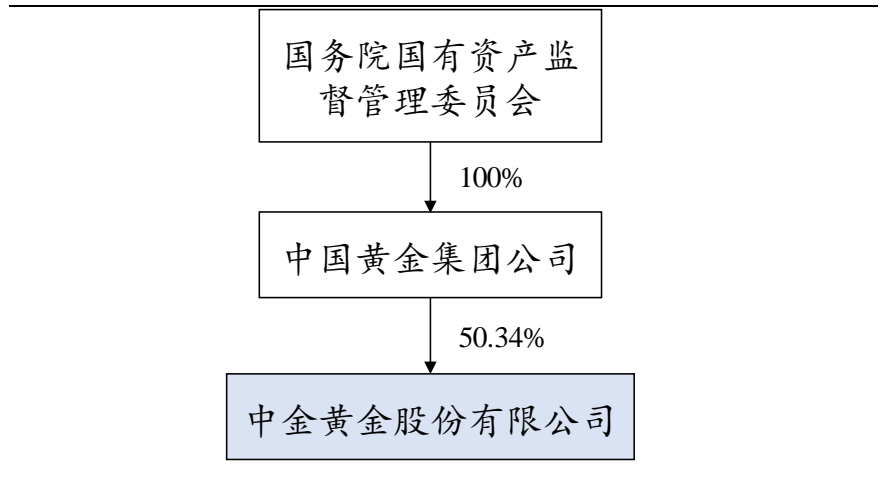 国务院国有资产监
督管理委员会
100%
中国黄金集团公司
50.34%
中金黄金股份有限公司